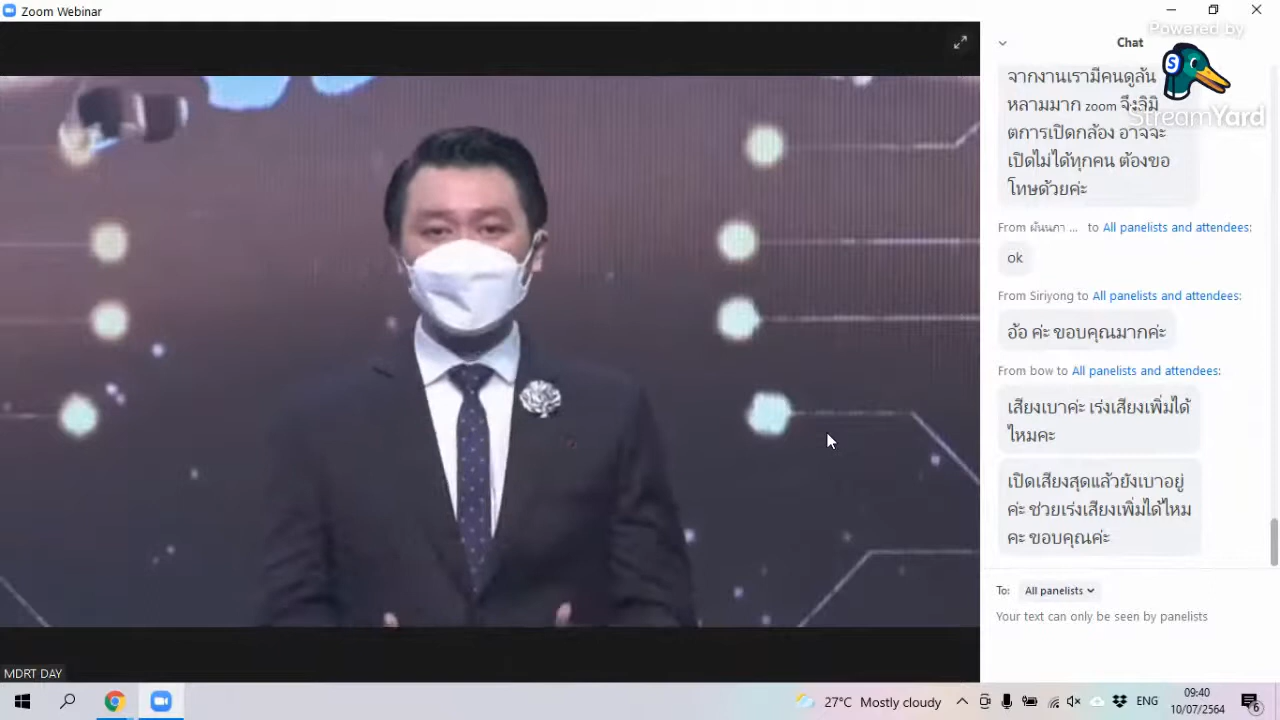 Zoom Webinar
Powered by
StreamYard
Chat
จากงานเรามีคนดูล้น
หลามมาก zoom จึงลิมิ
ตการเปิดกล้อง อาจจะ
เปิดไม่ได้ทุกคน ต้องขอ
โทษด้วยค่ะ
From ผันนภา ... to All panelists and attendees:
ok
From Siriyong to All panelists and attendees:
อ้อ ค่ะ ขอบคุณมากค่ะ
From bow to All panelists and attendees:
เสียงเบาค่ะ เร่งเสียงเพิ่มได้
ไหมคะ
เปิดเสียงสุดแล้วยังเบาอยู่
ค่ะ ช่วยเร่งเสียงเพิ่มได้ไหม
คะ ขอบคุณค่ะ
To: All panelists
Your text can only be seen by panelists
MDRT DAY
27°C Mostly cloudy
ENG
09:40
10/07/2564
6